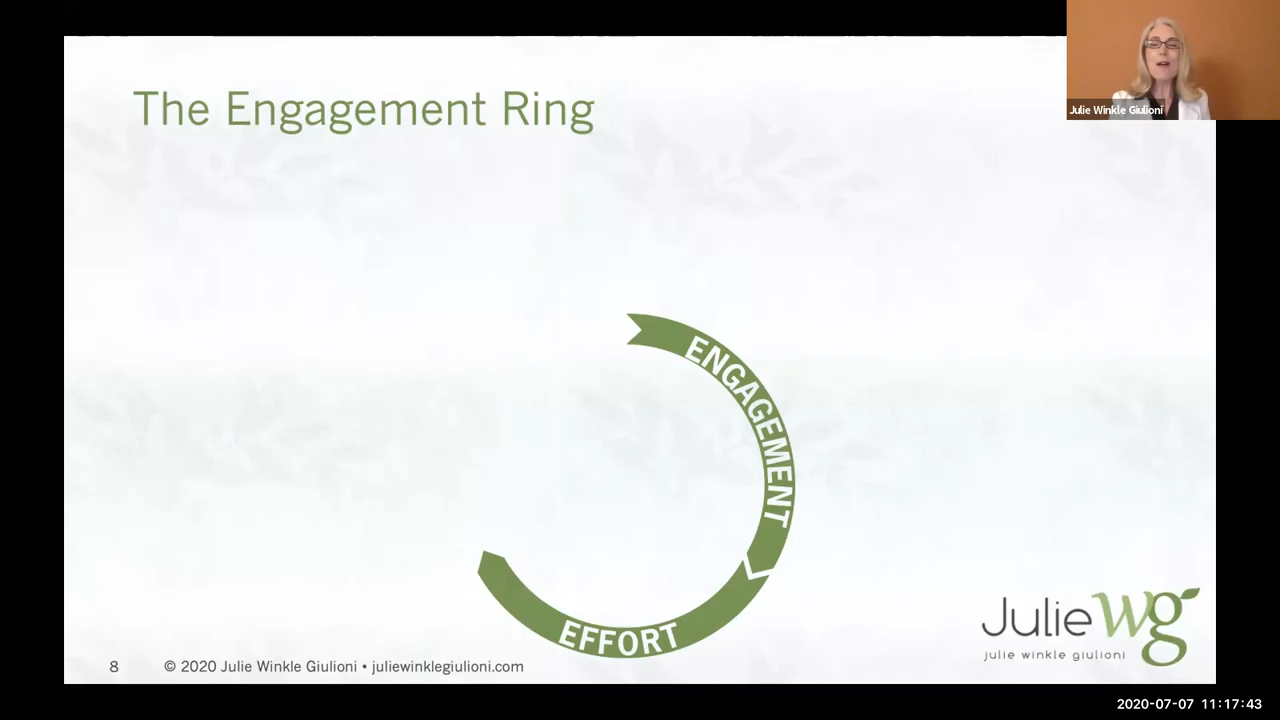 The Engagement Ring
Julie Winkle Giulioni
ENGAGEMENT
EFFORT
Julie Wg
julie winkle giulioni
8
© 2020 Julie Winkle Giulioni • juliewinklegiulioni.com
2020-07-07 11:17:43